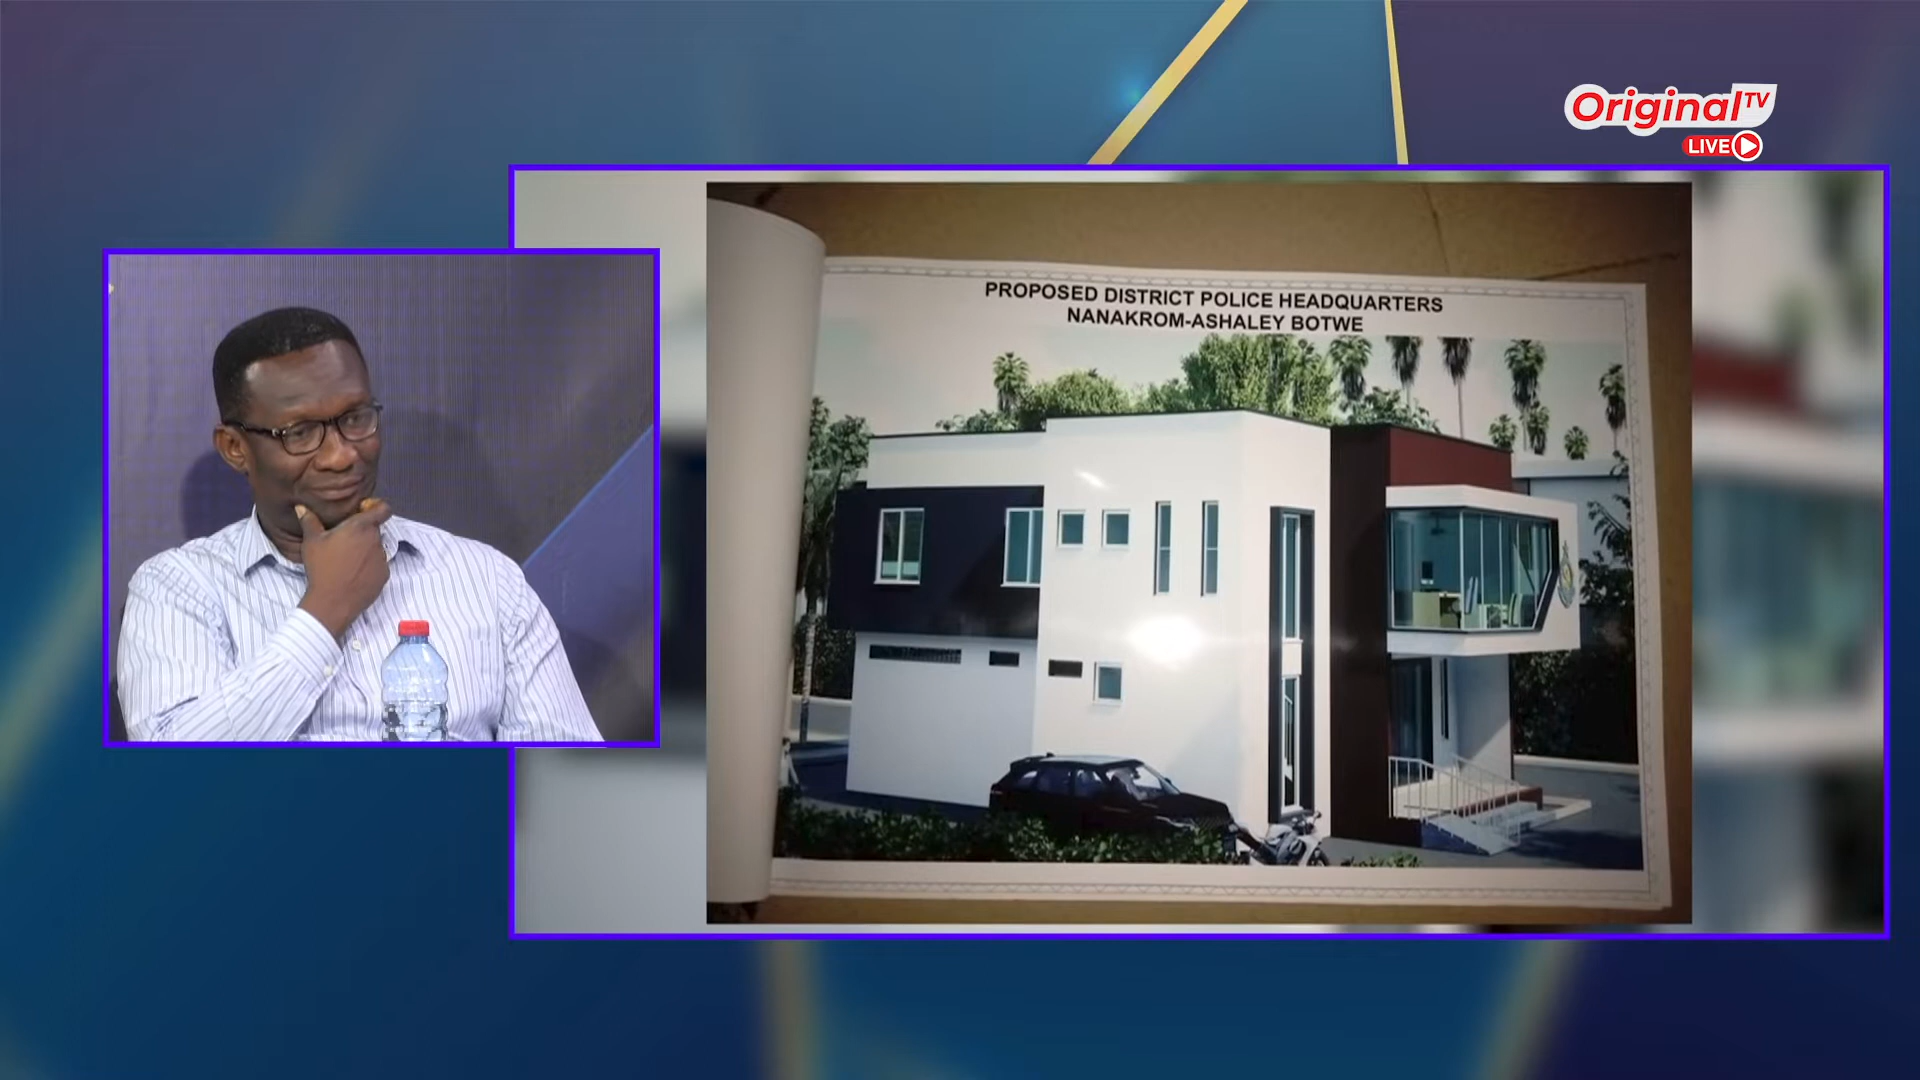 Original TV
LIVE
PROPOSED DISTRICT POLICE HEADQUARTERS
NANAKROM-ASHALEY BOTWE